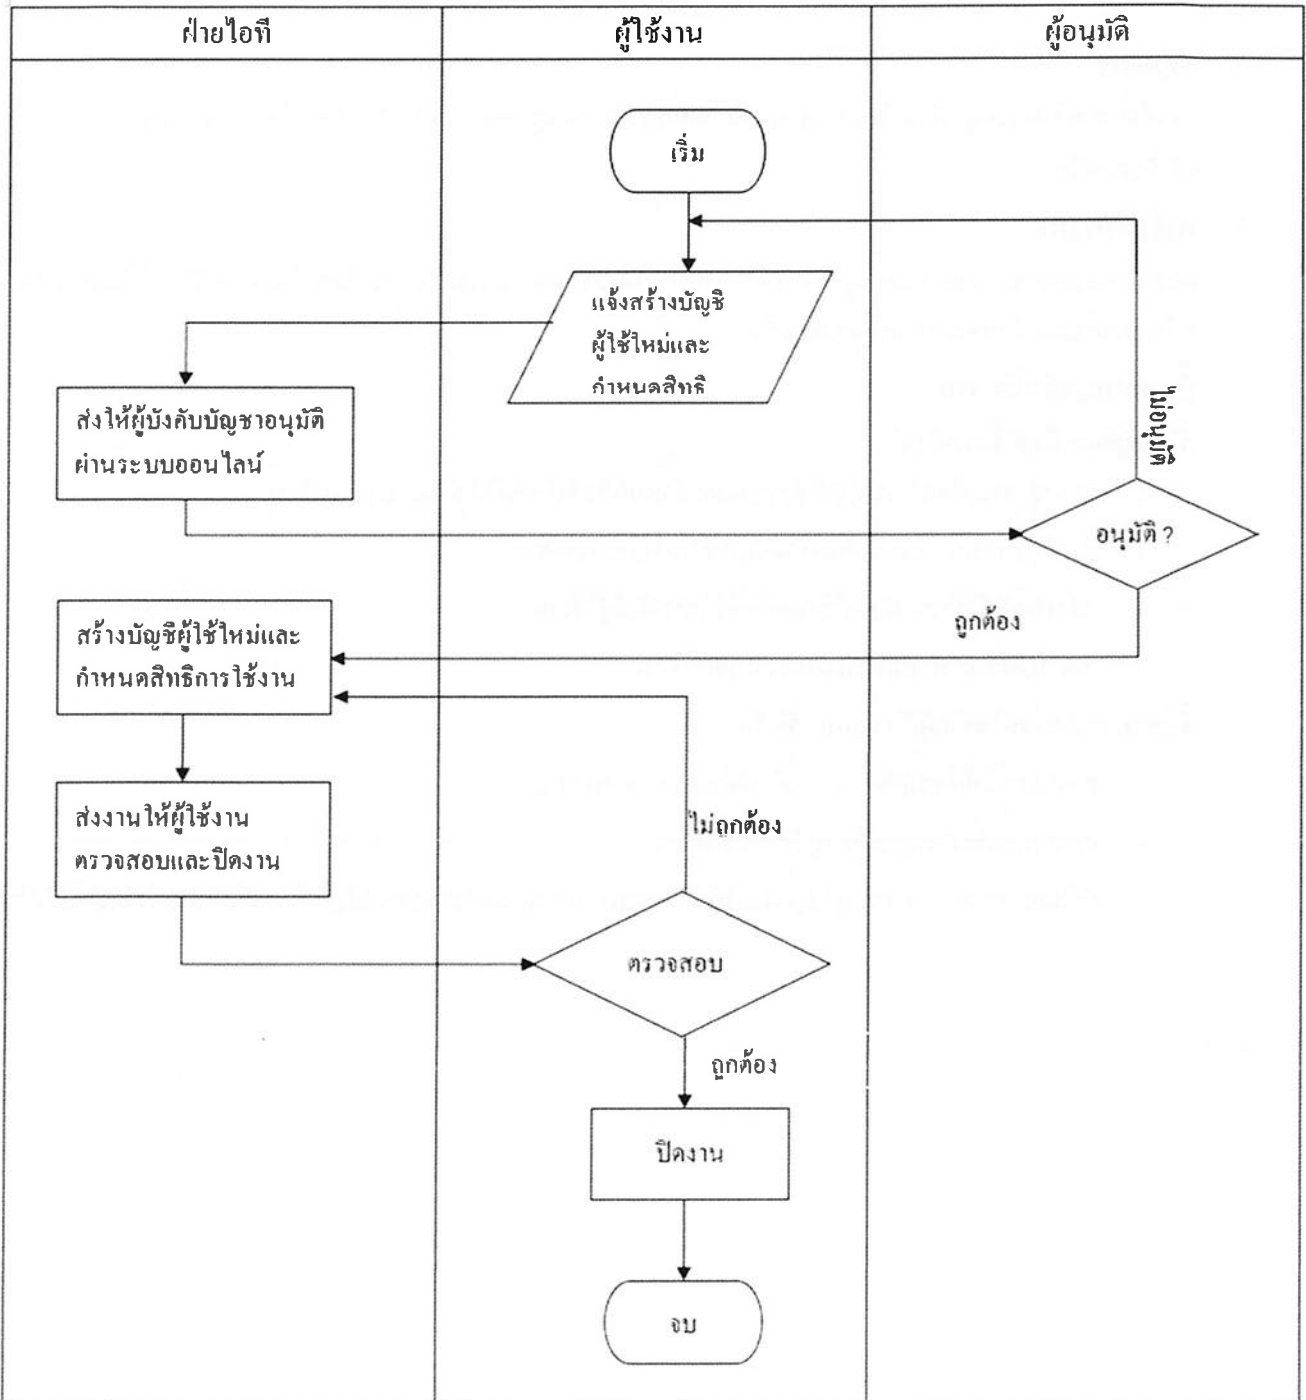 ฝ่ายไอที
ผู้ใช้งาน
ผู้อนุมัติ
เริ่ม
แจ้งสร้างบัญชี
ผู้ใช้ใหม่และ
กำหนดสิทธิ
ส่งให้ผู้บังคับบัญชาอนุมัติ
ผ่านระบบออนไลน์
ไม่อนุมัติ
อนุมัติ ?
ถูกต้อง
สร้างบัญชีผู้ใช้ใหม่และ
กำหนดสิทธิการใช้งาน
ส่งงานให้ผู้ใช้งาน
ตรวจสอบและปิดงาน
ไม่ถูกต้อง
ตรวจสอบ
ถูกต้อง
ปิดงาน
จบ